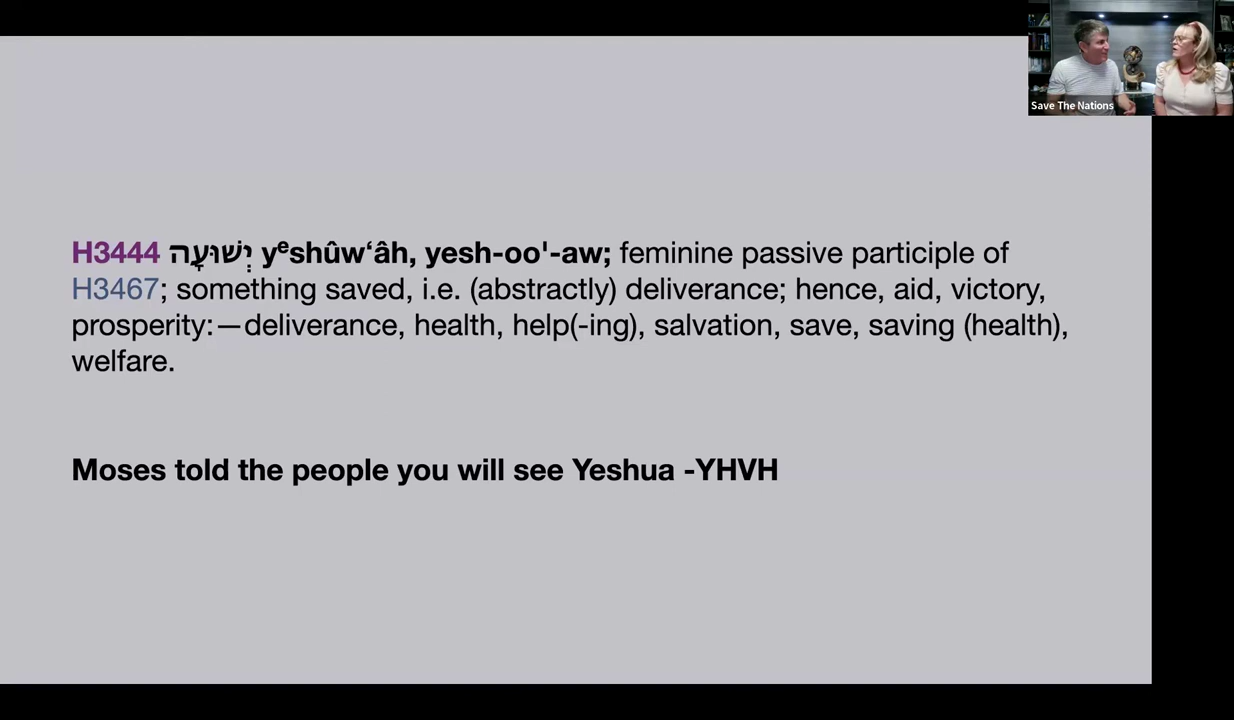 Save The Nations
H3444 יְשׁוּעָה yᵉshûwʻâh, yesh-oo'-aw; feminine passive participle of
H3467; something saved, i.e. (abstractly) deliverance; hence, aid, victory,
prosperity:—deliverance, health, help(-ing), salvation, save, saving (health),
welfare.
Moses told the people you will see Yeshua -YHVH